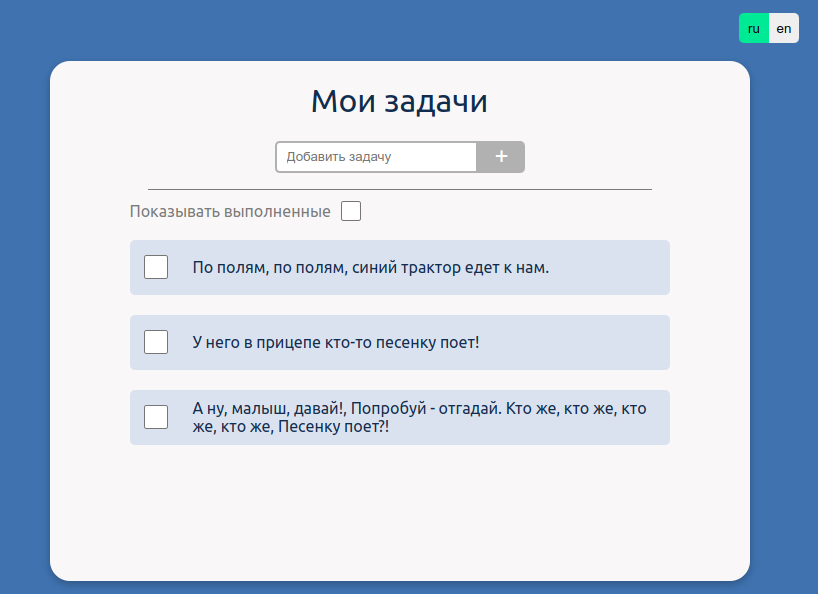 ru en
Мои задачи
Добавить задачу +
Показывать выполненные
По полям, по полям, синий трактор едет к нам.
У него в прицепе кто-то песенку поет!
А ну, малыш, давай!, Попробуй - отгадай. Кто же, кто же, кто
же, кто же, Песенку поет?!